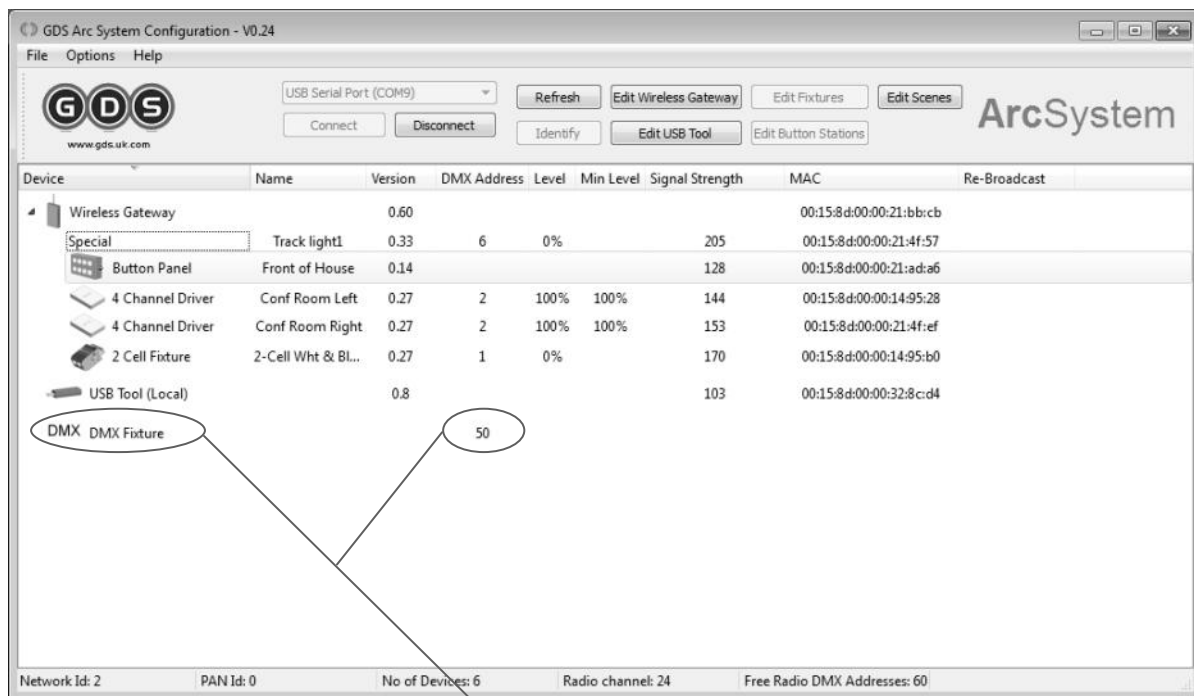 GDS Arc System Configuration - V0.24
File Options Help
GDS
www.gds.uk.com
USB Serial Port (COM9)
Connect Disconnect
Refresh Edit Wireless Gateway Edit Fixtures Edit Scenes
Identify Edit USB Tool Edit Button Stations
ArcSystem
Device Name Version DMX Address Level Min Level Signal Strength MAC Re-Broadcast
Wireless Gateway 0.60 00:15:8d:00:00:21:bb:cb
Special Track light1 0.33 6 0% 205 00:15:8d:00:00:21:4f:57
Button Panel Front of House 0.14 128 00:15:8d:00:00:21:ad:a6
4 Channel Driver Conf Room Left 0.27 2 100% 100% 144 00:15:8d:00:00:14:95:28
4 Channel Driver Conf Room Right 0.27 2 100% 100% 153 00:15:8d:00:00:21:4f:ef
2 Cell Fixture 2-Cell Wht & Bl... 0.27 1 0% 170 00:15:8d:00:00:14:95:b0
USB Tool (Local) 0.8 103 00:15:8d:00:00:32:8c:d4
DMX DMX Fixture 50
Network Id: 2 PAN Id: 0 No of Devices: 6 Radio channel: 24 Free Radio DMX Addresses: 60